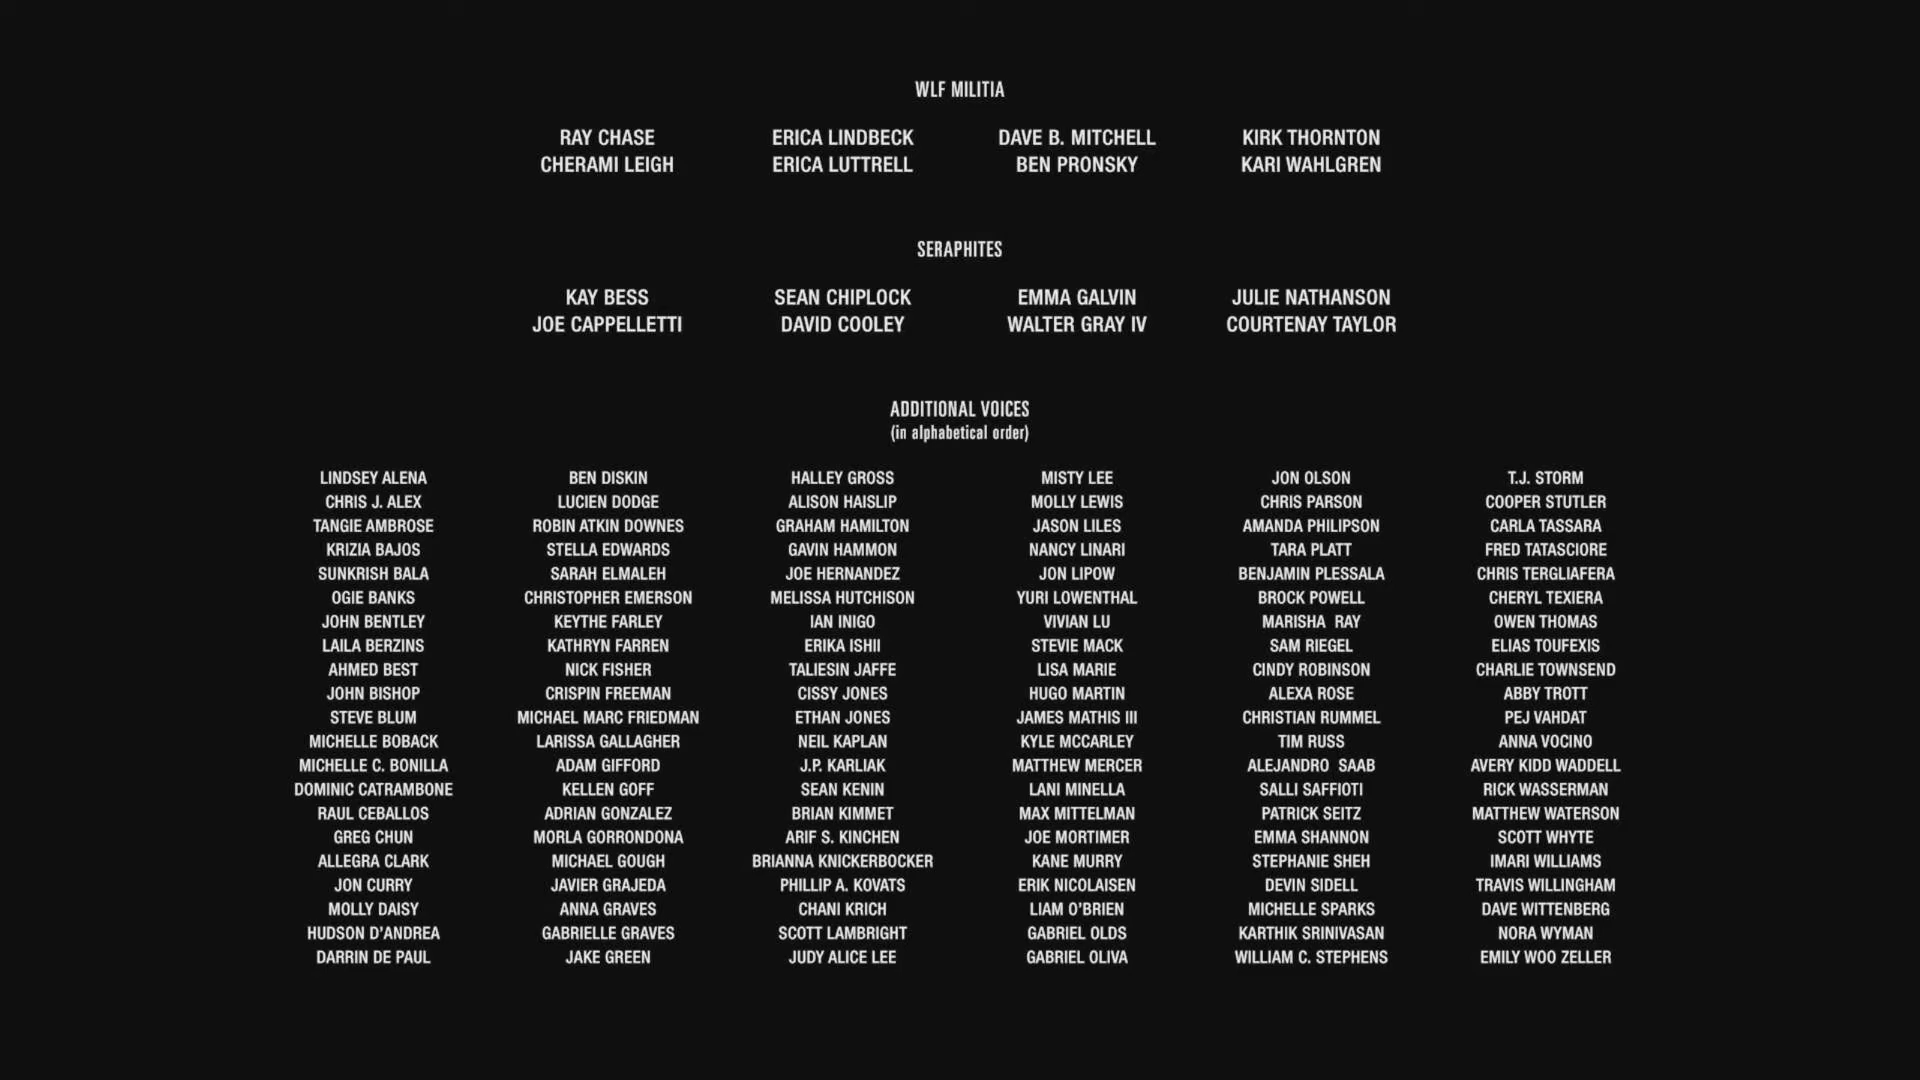 WLF MILITIA
RAY CHASE ERICA LINDBECK DAVE B. MITCHELL KIRK THORNTON
CHERAMI LEIGH ERICA LUTTRELL BEN PRONSKY KARI WAHLGREN
SERAPHITES
KAY BESS SEAN CHIPLOCK EMMA GALVIN JULIE NATHANSON
JOE CAPPELLETTI DAVID COOLEY WALTER GRAY IV COURTENAY TAYLOR
ADDITIONAL VOICES
(in alphabetical order)
LINDSEY ALENA BEN DISKIN HALLEY GROSS MISTY LEE JON OLSON T.J. STORM
CHRIS J. ALEX LUCIEN DODGE ALISON HAISLIP MOLLY LEWIS CHRIS PARSON COOPER STUTLER
TANGIE AMBROSE ROBIN ATKIN DOWNES GRAHAM HAMILTON JASON LILES AMANDA PHILIPSON CARLA TASSARA
KRIZIA BAJOS STELLA EDWARDS GAVIN HAMMON NANCY LINARI TARA PLATT FRED TATASCIORE
SUNKRISH BALA SARAH ELMALEH JOE HERNANDEZ JON LIPOW BENJAMIN PLESSALA CHRIS TERGLIAFERA
OGIE BANKS CHRISTOPHER EMERSON MELISSA HUTCHISON YURI LOWENTHAL BROCK POWELL CHERYL TEXIERA
JOHN BENTLEY KEYTHE FARLEY IAN INIGO VIVIAN LU MARISHA RAY OWEN THOMAS
LAILA BERZINS KATHRYN FARREN ERIKA ISHII STEVIE MACK SAM RIEGEL ELIAS TOUFEXIS
AHMED BEST NICK FISHER TALIESIN JAFFE LISA MARIE CINDY ROBINSON CHARLIE TOWNSEND
JOHN BISHOP CRISPIN FREEMAN CISSY JONES HUGO MARTIN ALEXA ROSE ABBY TROTT
STEVE BLUM MICHAEL MARC FRIEDMAN ETHAN JONES JAMES MATHIS III CHRISTIAN RUMMEL PEJ VAHDAT
MICHELLE BOBACK LARISSA GALLAGHER NEIL KAPLAN KYLE MCCARLEY TIM RUSS ANNA VOCINO
MICHELLE C. BONILLA ADAM GIFFORD J.P. KARLIAK MATTHEW MERCER ALEJANDRO SAAB AVERY KIDD WADDELL
DOMINIC CATRAMBONE KELLEN GOFF SEAN KENIN LANI MINELLA SALLI SAFFIOTI RICK WASSERMAN
RAUL CEBALLOS ADRIAN GONZALEZ BRIAN KIMMET MAX MITTELMAN PATRICK SEITZ MATTHEW WATERSON
GREG CHUN MORLA GORRONDONA ARIF S. KINCHEN JOE MORTIMER EMMA SHANNON SCOTT WHYTE
ALLEGRA CLARK MICHAEL GOUGH BRIANNA KNICKERBOCKER KANE MURRY STEPHANIE SHEH IMARI WILLIAMS
JON CURRY JAVIER GRAJEDA PHILLIP A. KOVATS ERIK NICOLAISEN DEVIN SIDELL TRAVIS WILLINGHAM
MOLLY DAISY ANNA GRAVES CHANI KRICH LIAM O'BRIEN MICHELLE SPARKS DAVE WITTENBERG
HUDSON D'ANDREA GABRIELLE GRAVES SCOTT LAMBRIGHT GABRIEL OLDS KARTHIK SRINIVASAN NORA WYMAN
DARRIN DE PAUL JAKE GREEN JUDY ALICE LEE GABRIEL OLIVA WILLIAM C. STEPHENS EMILY WOO ZELLER